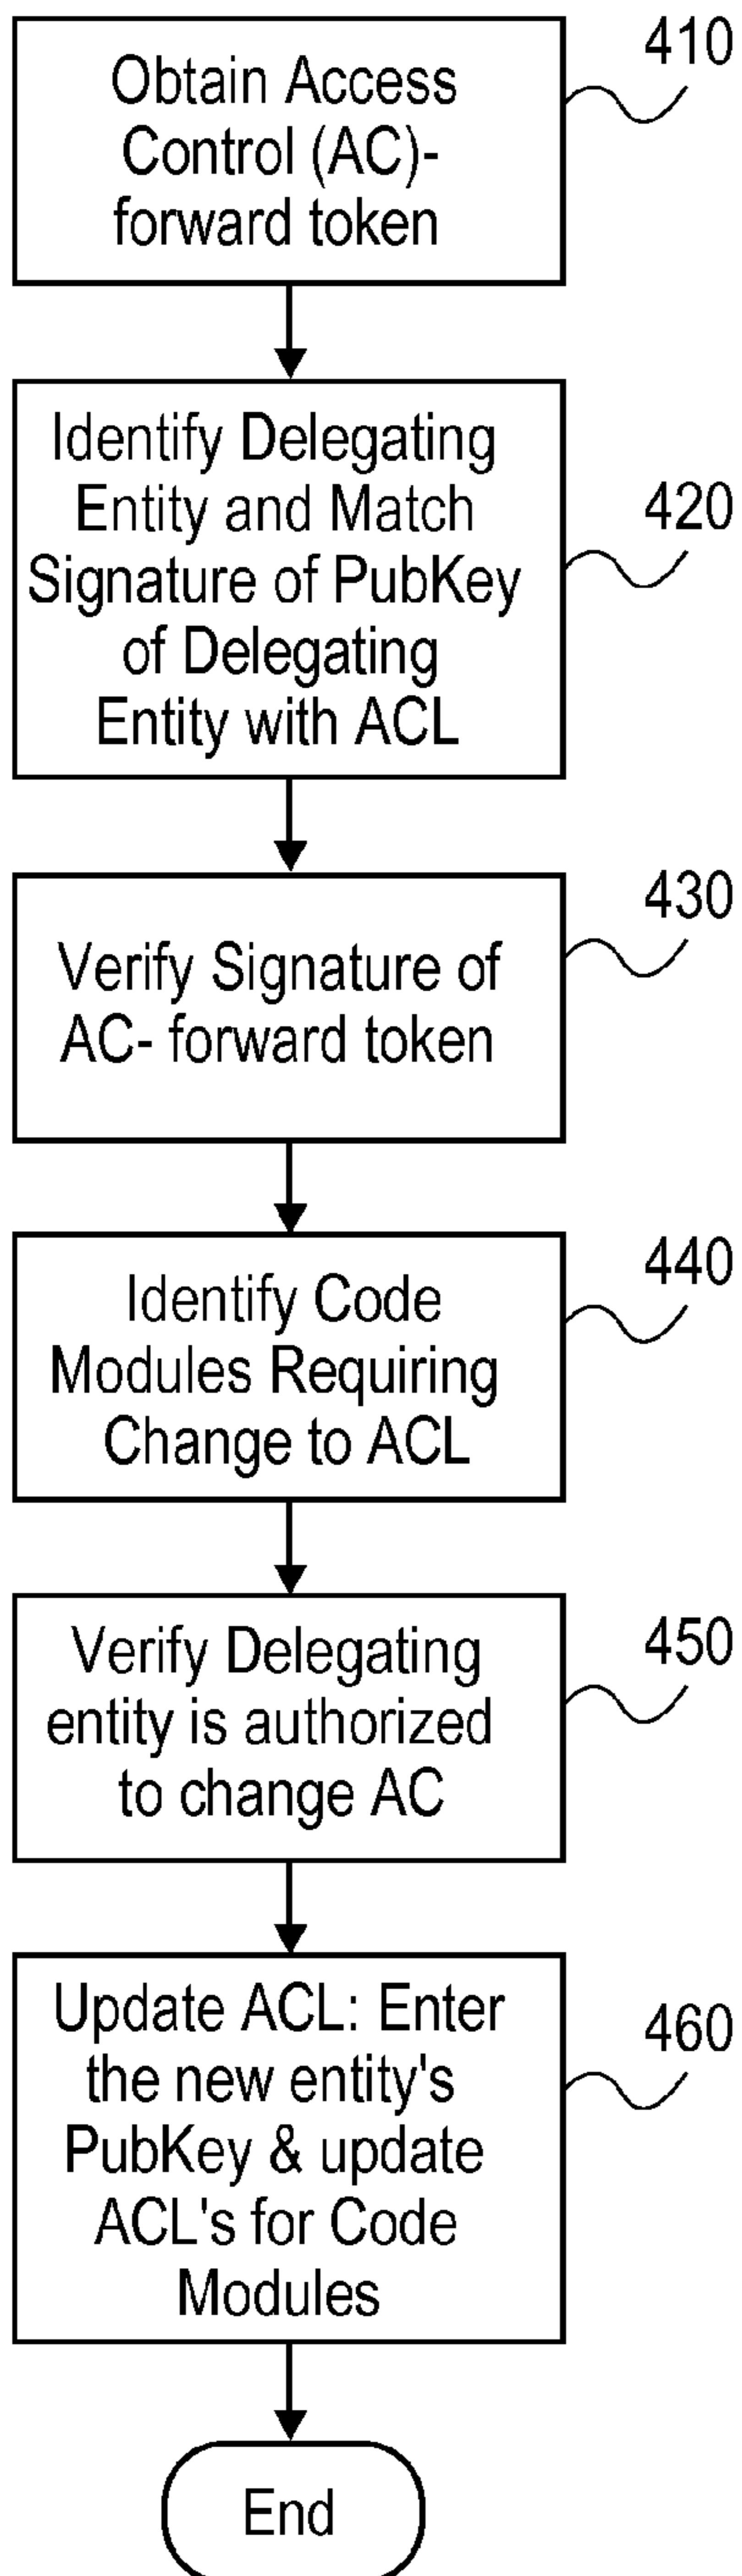 410
Obtain Access
Control (AC)-
forward token
420
Identify Delegating
Entity and Match
Signature of PubKey
of Delegating
Entity with ACL
430
Verify Signature of
AC- forward token
440
Identify Code
Modules Requiring
Change to ACL
450
Verify Delegating
entity is authorized
to change AC
460
Update ACL: Enter
the new entity's
PubKey & update
ACL's for Code
Modules
End